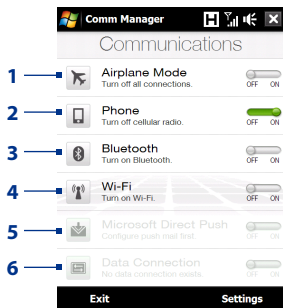 Comm Manager
H
Communications
1
Airplane Mode
Turn off all connections.
OFF ON
2
Phone
Turn off cellular radio.
OFF ON
3
Bluetooth
Turn on Bluetooth.
OFF ON
4
Wi-Fi
Turn on Wi-Fi.
OFF ON
5
Microsoft Direct Push
Configure push mail first.
OFF ON
6
Data Connection
No data connection exists.
OFF ON
Exit Settings